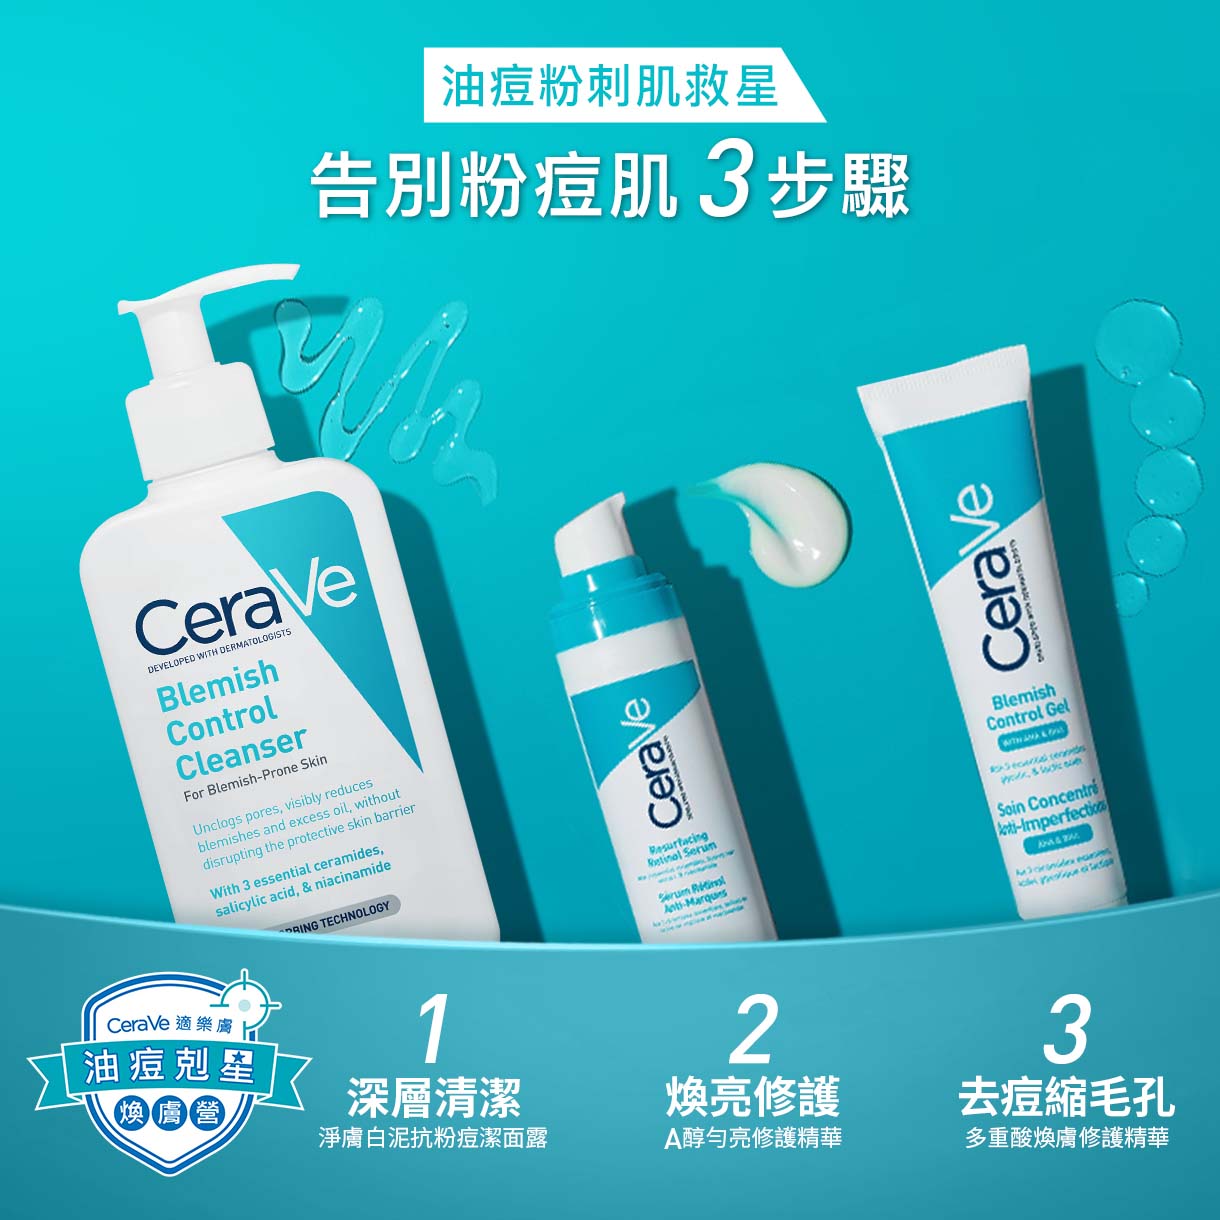 油痘粉刺肌救星
告別粉痘肌3步驟
CeraVe
DEVELOPED WITH DERMATOLOGISTS
Blemish
Control
Cleanser
For Blemish-Prone Skin
Unclogs pores, visibly reduces
blemishes and excess oil, without
disrupting the protective skin barrier
With 3 essential ceramides,
salicylic acid, & niacinamide
TECHNOLOGY
CeraVe
Resurfacing
Retinol Serum
Sérum Rétinol
Anti-Marques
CeraVe
Blemish
Control Gel
WITH AHA & BHA
Soin Concentré
Anti-Imperfections
AHA & BHA
CeraVe 適樂膚
油痘剋星
煥膚營
1
深層清潔
淨膚白泥抗粉痘潔面露
2
煥亮修護
A醇勻亮修護精華
3
去痘縮毛孔
多重酸煥膚修護精華